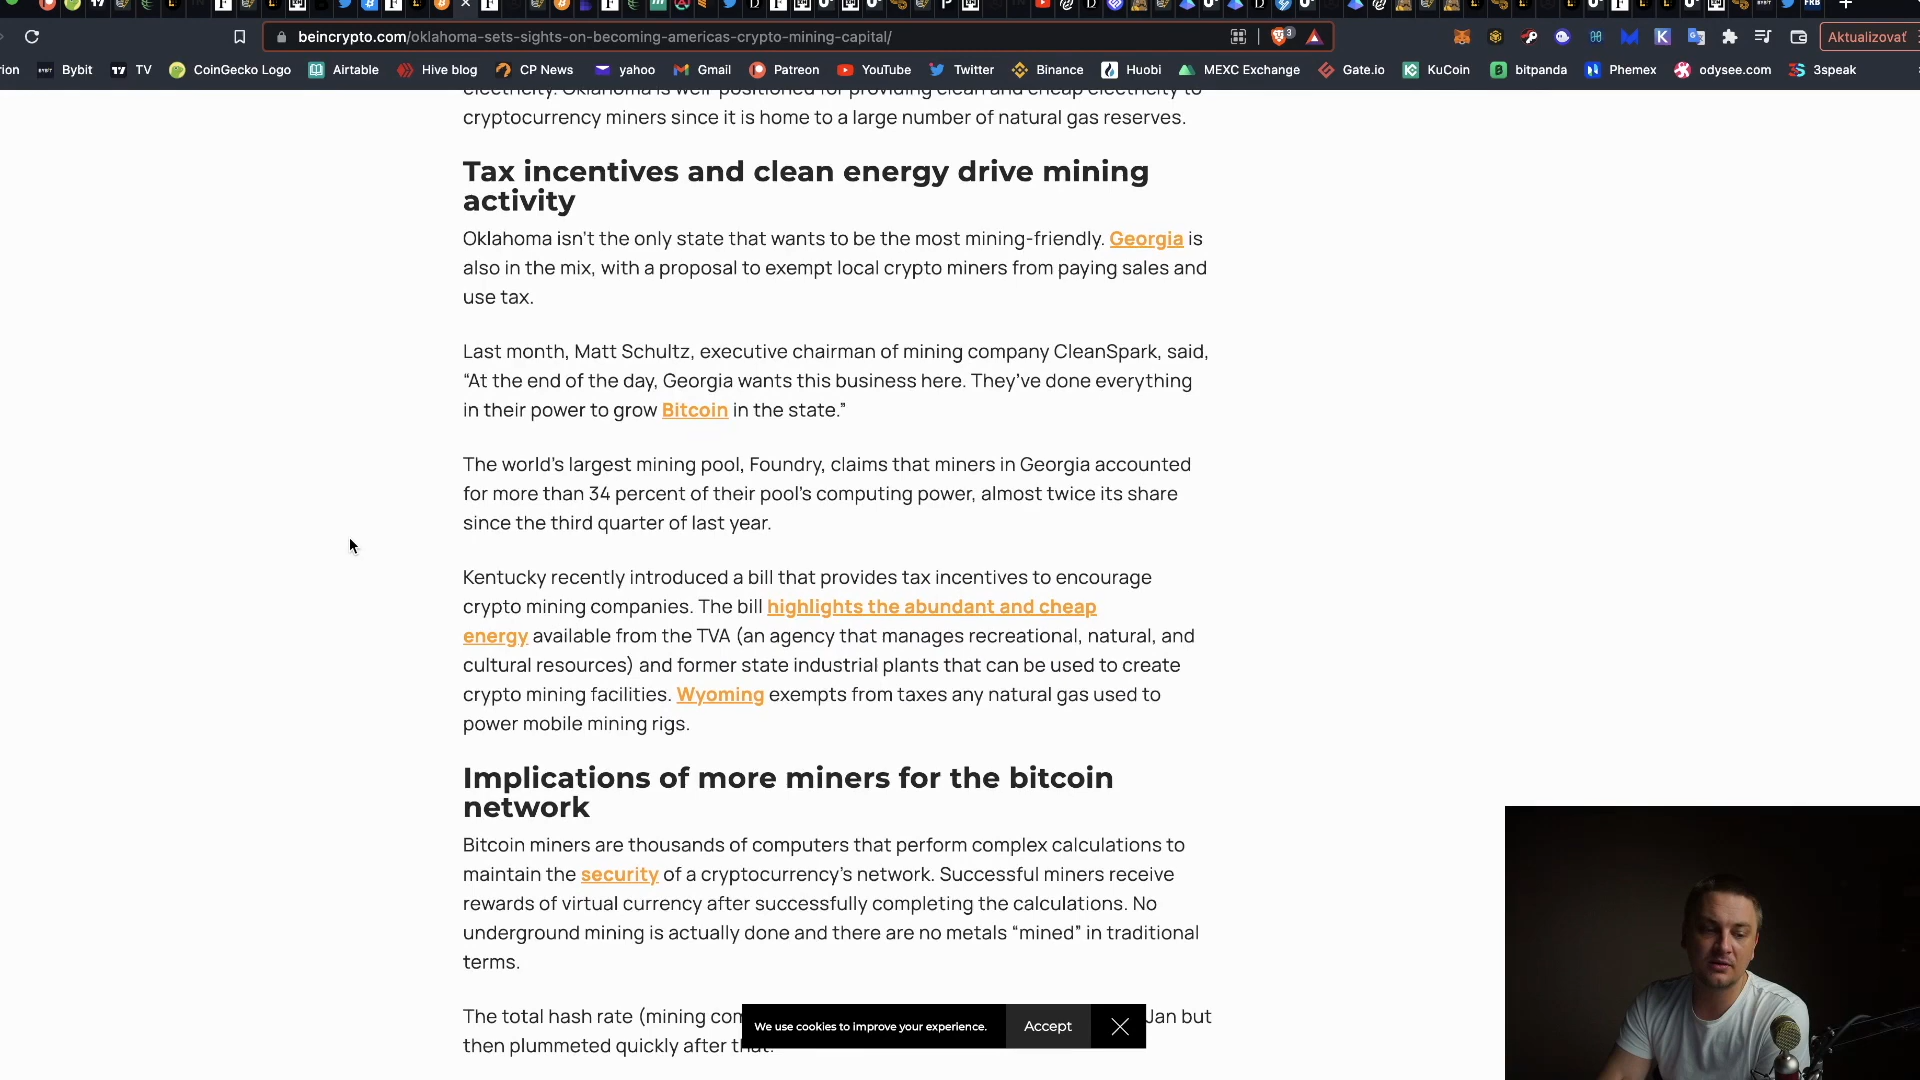 beincrypto.com/oklahoma-sets-sights-on-becoming-americas-crypto-mining-capital/
3
Aktualizovať
rion
Bybit
TV
CoinGecko Logo
Airtable
Hive blog
CP News
yahoo
Gmail
Patreon
YouTube
Twitter
Binance
Huobi
MEXC Exchange
Gate.io
KuCoin
bitpanda
Phemex
odysee.com
3speak
electricity. Oklahoma is well positioned for providing clean and cheap electricity to
cryptocurrency miners since it is home to a large number of natural gas reserves.
Tax incentives and clean energy drive mining
activity
Oklahoma isn't the only state that wants to be the most mining-friendly. Georgia is
also in the mix, with a proposal to exempt local crypto miners from paying sales and
use tax.
Last month, Matt Schultz, executive chairman of mining company CleanSpark, said,
“At the end of the day, Georgia wants this business here. They've done everything
in their power to grow Bitcoin in the state.”
The world's largest mining pool, Foundry, claims that miners in Georgia accounted
for more than 34 percent of their pool's computing power, almost twice its share
since the third quarter of last year.
Kentucky recently introduced a bill that provides tax incentives to encourage
crypto mining companies. The bill highlights the abundant and cheap
energy available from the TVA (an agency that manages recreational, natural, and
cultural resources) and former state industrial plants that can be used to create
crypto mining facilities. Wyoming exempts from taxes any natural gas used to
power mobile mining rigs.
Implications of more miners for the bitcoin
network
Bitcoin miners are thousands of computers that perform complex calculations to
maintain the security of a cryptocurrency's network. Successful miners receive
rewards of virtual currency after successfully completing the calculations. No
underground mining is actually done and there are no metals “mined” in traditional
terms.
The total hash rate (mining com Jan but
then plummeted quickly after that.
We use cookies to improve your experience.
Accept